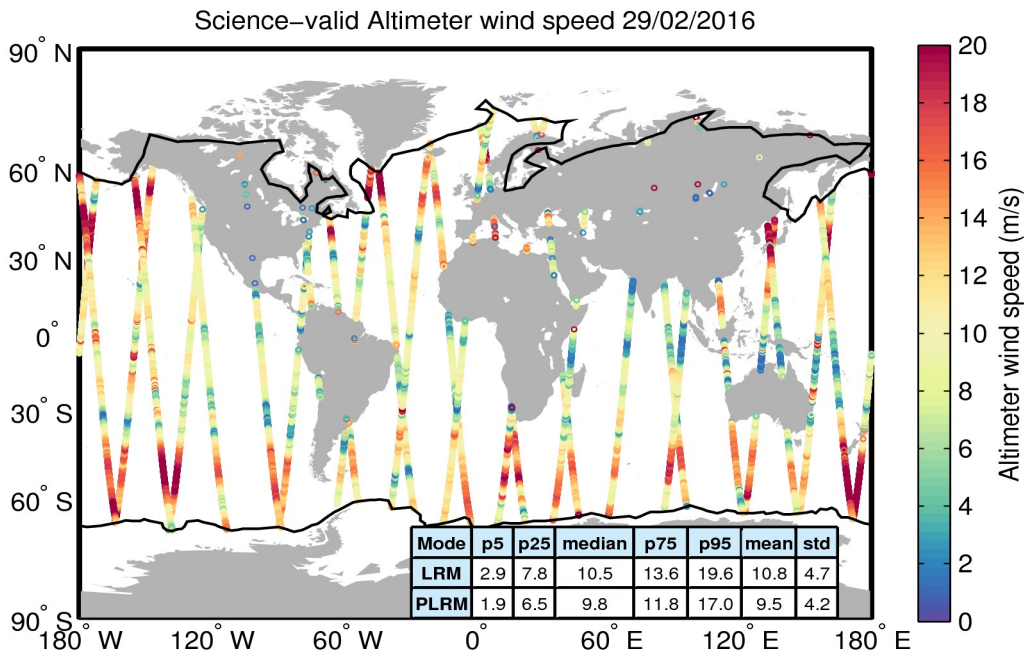 Science−valid Altimeter wind speed 29/02/2016
90° N
60° N
30° N
0°
30° S
60° S
90° S
180° W
120° W
60° W
0°
60° E
120° E
180° E
Mode p5 p25 median p75 p95 mean std
LRM 2.9 7.8 10.5 13.6 19.6 10.8 4.7
PLRM 1.9 6.5 9.8 11.8 17.0 9.5 4.2
20
18
16
14
12
10
8
6
4
2
0
Altimeter wind speed (m/s)